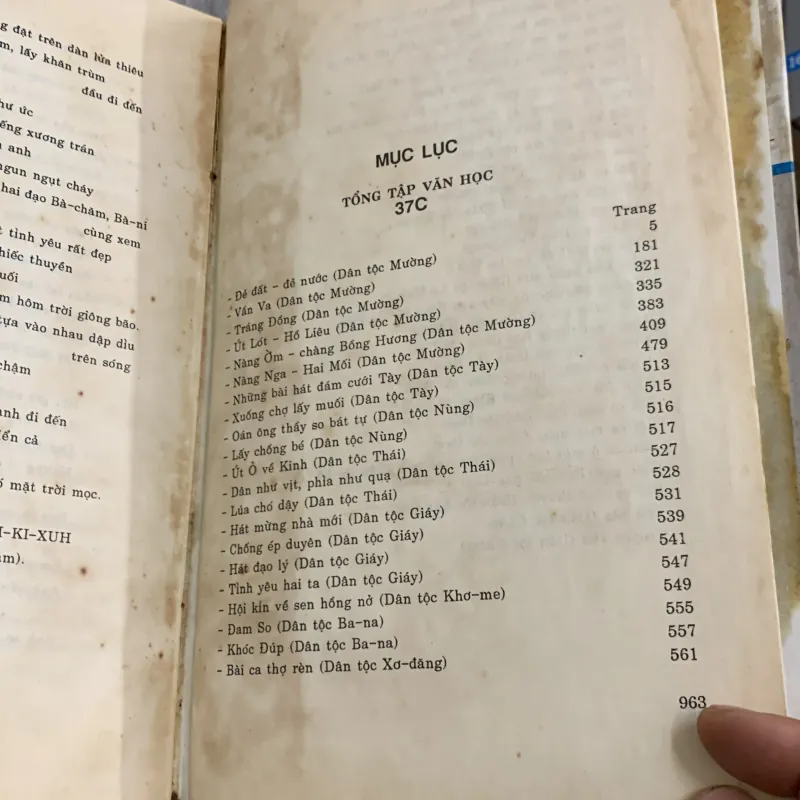 g đặt trên dàn lửa thiêu
m, lấy khăn trùm
đầu đi đến
hư ức
ếng xương trần
anh
ngun ngụt cháy
hai đạo Bà-chăm, Bà-ni
cùng xem
t tình yêu rất đẹp
hiếc thuyền
uối
m hôm trời giông bão.
tựa vào nhau dập dìu
trên sóng
chậm
anh đi đến
iển cả
ó mặt trời mọc.
I-KI-XUH
ăm).
MỤC LỤC
TỔNG TẬP VĂN HỌC
37C
Trang
- Đẻ đất - đẻ nước (Dân tộc Mường) 5
- Vấn Va (Dân tộc Mường) 181
- Tráng Đồng (Dân tộc Mường) 321
- Út Lót - Hồ Liêu (Dân tộc Mường) 335
- Nàng Ờm - chàng Bồng Hương (Dân tộc Mường) 383
- Nàng Nga - Hai Mối (Dân tộc Mường) 409
- Những bài hát đám cưới Tày (Dân tộc Tày) 479
- Xuống chợ lấy muối (Dân tộc Tày) 513
- Oán ông thầy so bát tự (Dân tộc Nùng) 515
- Lấy chồng bé (Dân tộc Nùng) 516
- Út Ỏ về Kinh (Dân tộc Thái) 517
- Dân như vịt, phìa như quạ (Dân tộc Thái) 527
- Lúa chó dậy (Dân tộc Thái) 528
- Hát mừng nhà mới (Dân tộc Giáy) 531
- Chống ép duyên (Dân tộc Giáy) 539
- Hát đạo lý (Dân tộc Giáy) 541
- Tình yêu hai ta (Dân tộc Giáy) 547
- Hội kín về sen hồng nở (Dân tộc Khơ-me) 549
- Đam So (Dân tộc Ba-na) 555
- Khóc Đúp (Dân tộc Ba-na) 557
- Bài ca thợ rèn (Dân tộc Xơ-đăng) 561
963